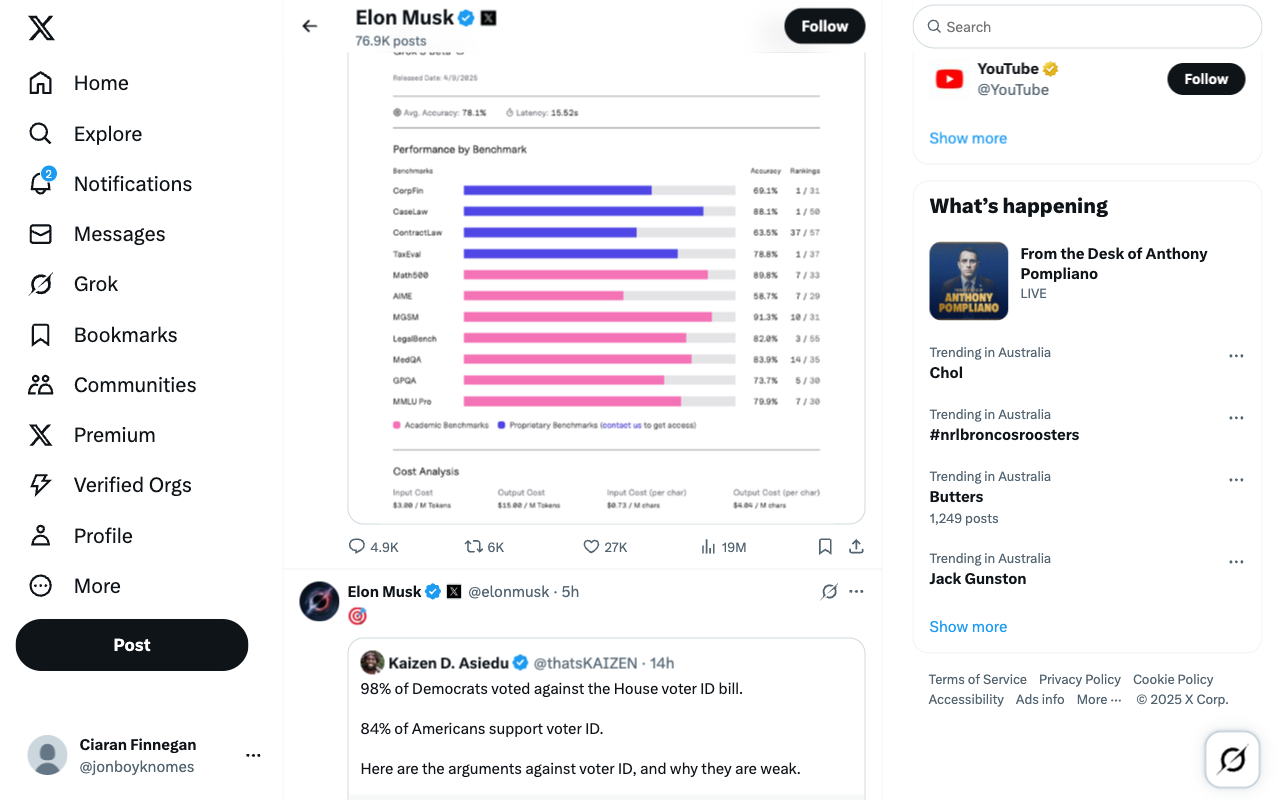 Home
Explore
2
Notifications
Messages
Grok
Bookmarks
Communities
Premium
Verified Orgs
Profile
More
Post
Ciaran Finnegan
@jonboyknomes
Elon Musk
76.9K posts
Follow
Released Date: 4/9/2025
Avg. Accuracy: 78.1% Latency: 15.52s
Performance by Benchmark
Benchmarks Accuracy Rankings
CorpFin 69.1% 1 / 31
CaseLaw 88.1% 1 / 50
ContractLaw 63.5% 37 / 57
TaxEval 78.8% 1 / 37
Math500 89.8% 7 / 33
AIME 58.7% 7 / 29
MGSM 91.3% 10 / 31
LegalBench 82.0% 3 / 55
MedQA 83.9% 14 / 35
GPQA 73.7% 5 / 30
MMLU Pro 79.9% 7 / 30
Academic Benchmarks Proprietary Benchmarks (contact us to get access)
Cost Analysis
Input Cost Output Cost Input Cost (per char) Output Cost (per char)
$3.00 / M Tokens $15.00 / M Tokens $0.73 / M chars $4.04 / M chars
4.9K 6K 27K 19M
Elon Musk @elonmusk · 5h
🎯
Kaizen D. Asiedu @thatsKAIZEN · 14h
98% of Democrats voted against the House voter ID bill.
84% of Americans support voter ID.
Here are the arguments against voter ID, and why they are weak.
Search
YouTube
@YouTube
Follow
Show more
What's happening
ANTHONY
POMPLIANO
From the Desk of Anthony
Pompliano
LIVE
Trending in Australia
Chol
Trending in Australia
#nrlbroncosroosters
Trending in Australia
Butters
1,249 posts
Trending in Australia
Jack Gunston
Show more
Terms of Service Privacy Policy Cookie Policy
Accessibility Ads info More ··· © 2025 X Corp.